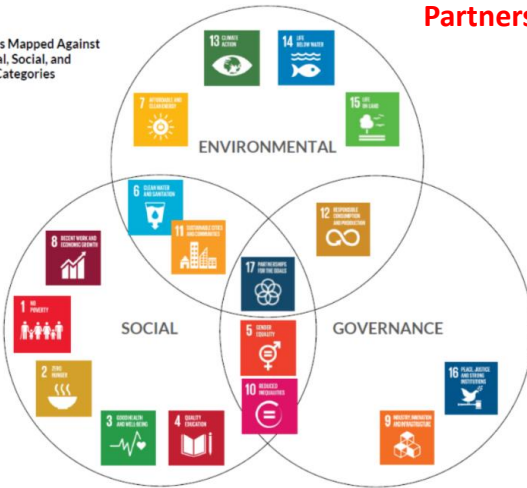 Partners
s Mapped Against
al, Social, and
Categories
13 CLIMATE
ACTION
14 LIFE
BELOW WATER
7 AFFORDABLE AND
CLEAN ENERGY
15 LIFE
ON LAND
ENVIRONMENTAL
6 CLEAN WATER
AND SANITATION
11 SUSTAINABLE CITIES
AND COMMUNITIES
12 RESPONSIBLE
CONSUMPTION
AND PRODUCTION
8 DECENT WORK AND
ECONOMIC GROWTH
17 PARTNERSHIPS
FOR THE GOALS
1 NO
POVERTY
SOCIAL
5 GENDER
EQUALITY
GOVERNANCE
2 ZERO
HUNGER
10 REDUCED
INEQUALITIES
16 PEACE, JUSTICE
AND STRONG
INSTITUTIONS
3 GOOD HEALTH
AND WELL-BEING
4 QUALITY
EDUCATION
9 INDUSTRY, INNOVATION
AND INFRASTRUCTURE